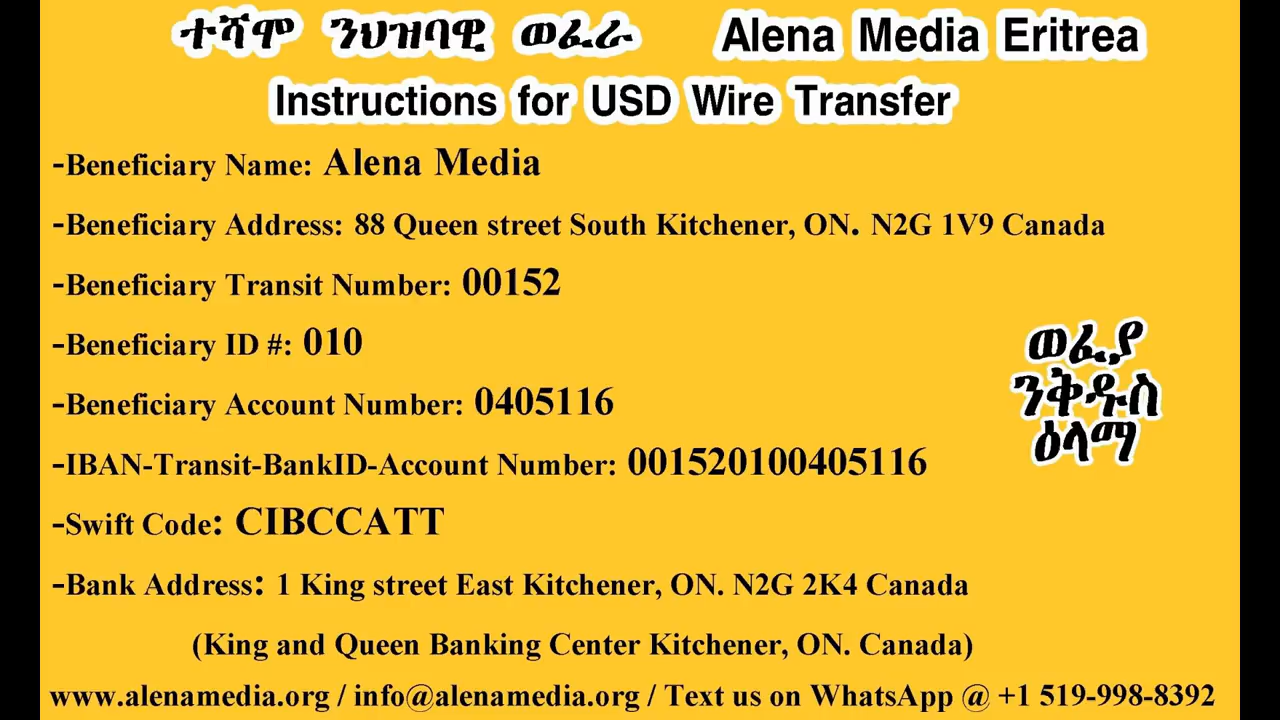 ተሻሞ ንህዝባዊ ወፈራ Alena Media Eritrea
Instructions for USD Wire Transfer
-Beneficiary Name: Alena Media
-Beneficiary Address: 88 Queen street South Kitchener, ON. N2G 1V9 Canada
-Beneficiary Transit Number: 00152
-Beneficiary ID #: 010
-Beneficiary Account Number: 0405116
-IBAN-Transit-BankID-Account Number: 001520100405116
-Swift Code: CIBCCATT
-Bank Address: 1 King street East Kitchener, ON. N2G 2K4 Canada
(King and Queen Banking Center Kitchener, ON. Canada)
www.alenamedia.org / info@alenamedia.org / Text us on WhatsApp @ +1 519-998-8392
ወፈያ
ንቅዱስ
ዕላማ